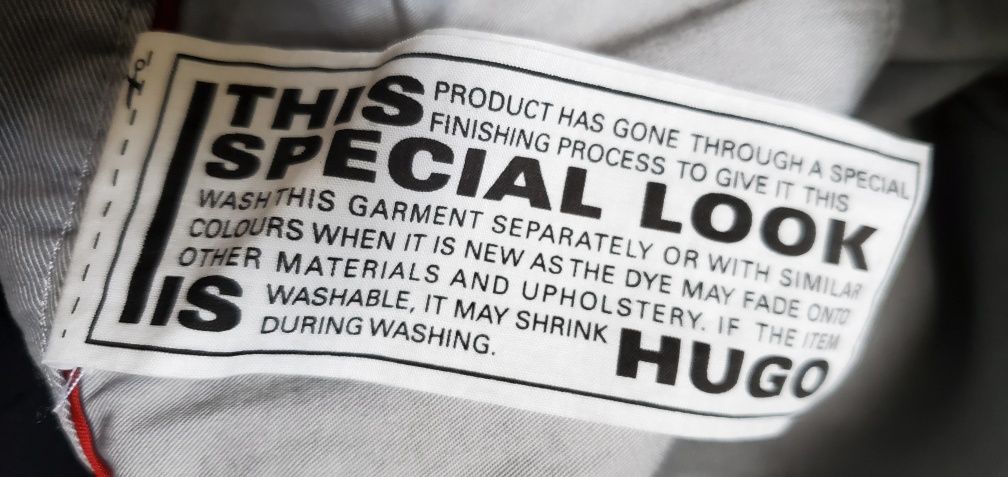 THIS PRODUCT HAS GONE THROUGH A SPECIAL
FINISHING PROCESS TO GIVE IT THIS
SPECIAL LOOK
WASH THIS GARMENT SEPARATELY OR WITH SIMILAR
COLOURS WHEN IT IS NEW AS THE DYE MAY FADE ONTO
OTHER MATERIALS AND UPHOLSTERY. IF THE ITEM
IS WASHABLE, IT MAY SHRINK
DURING WASHING.
HUGO